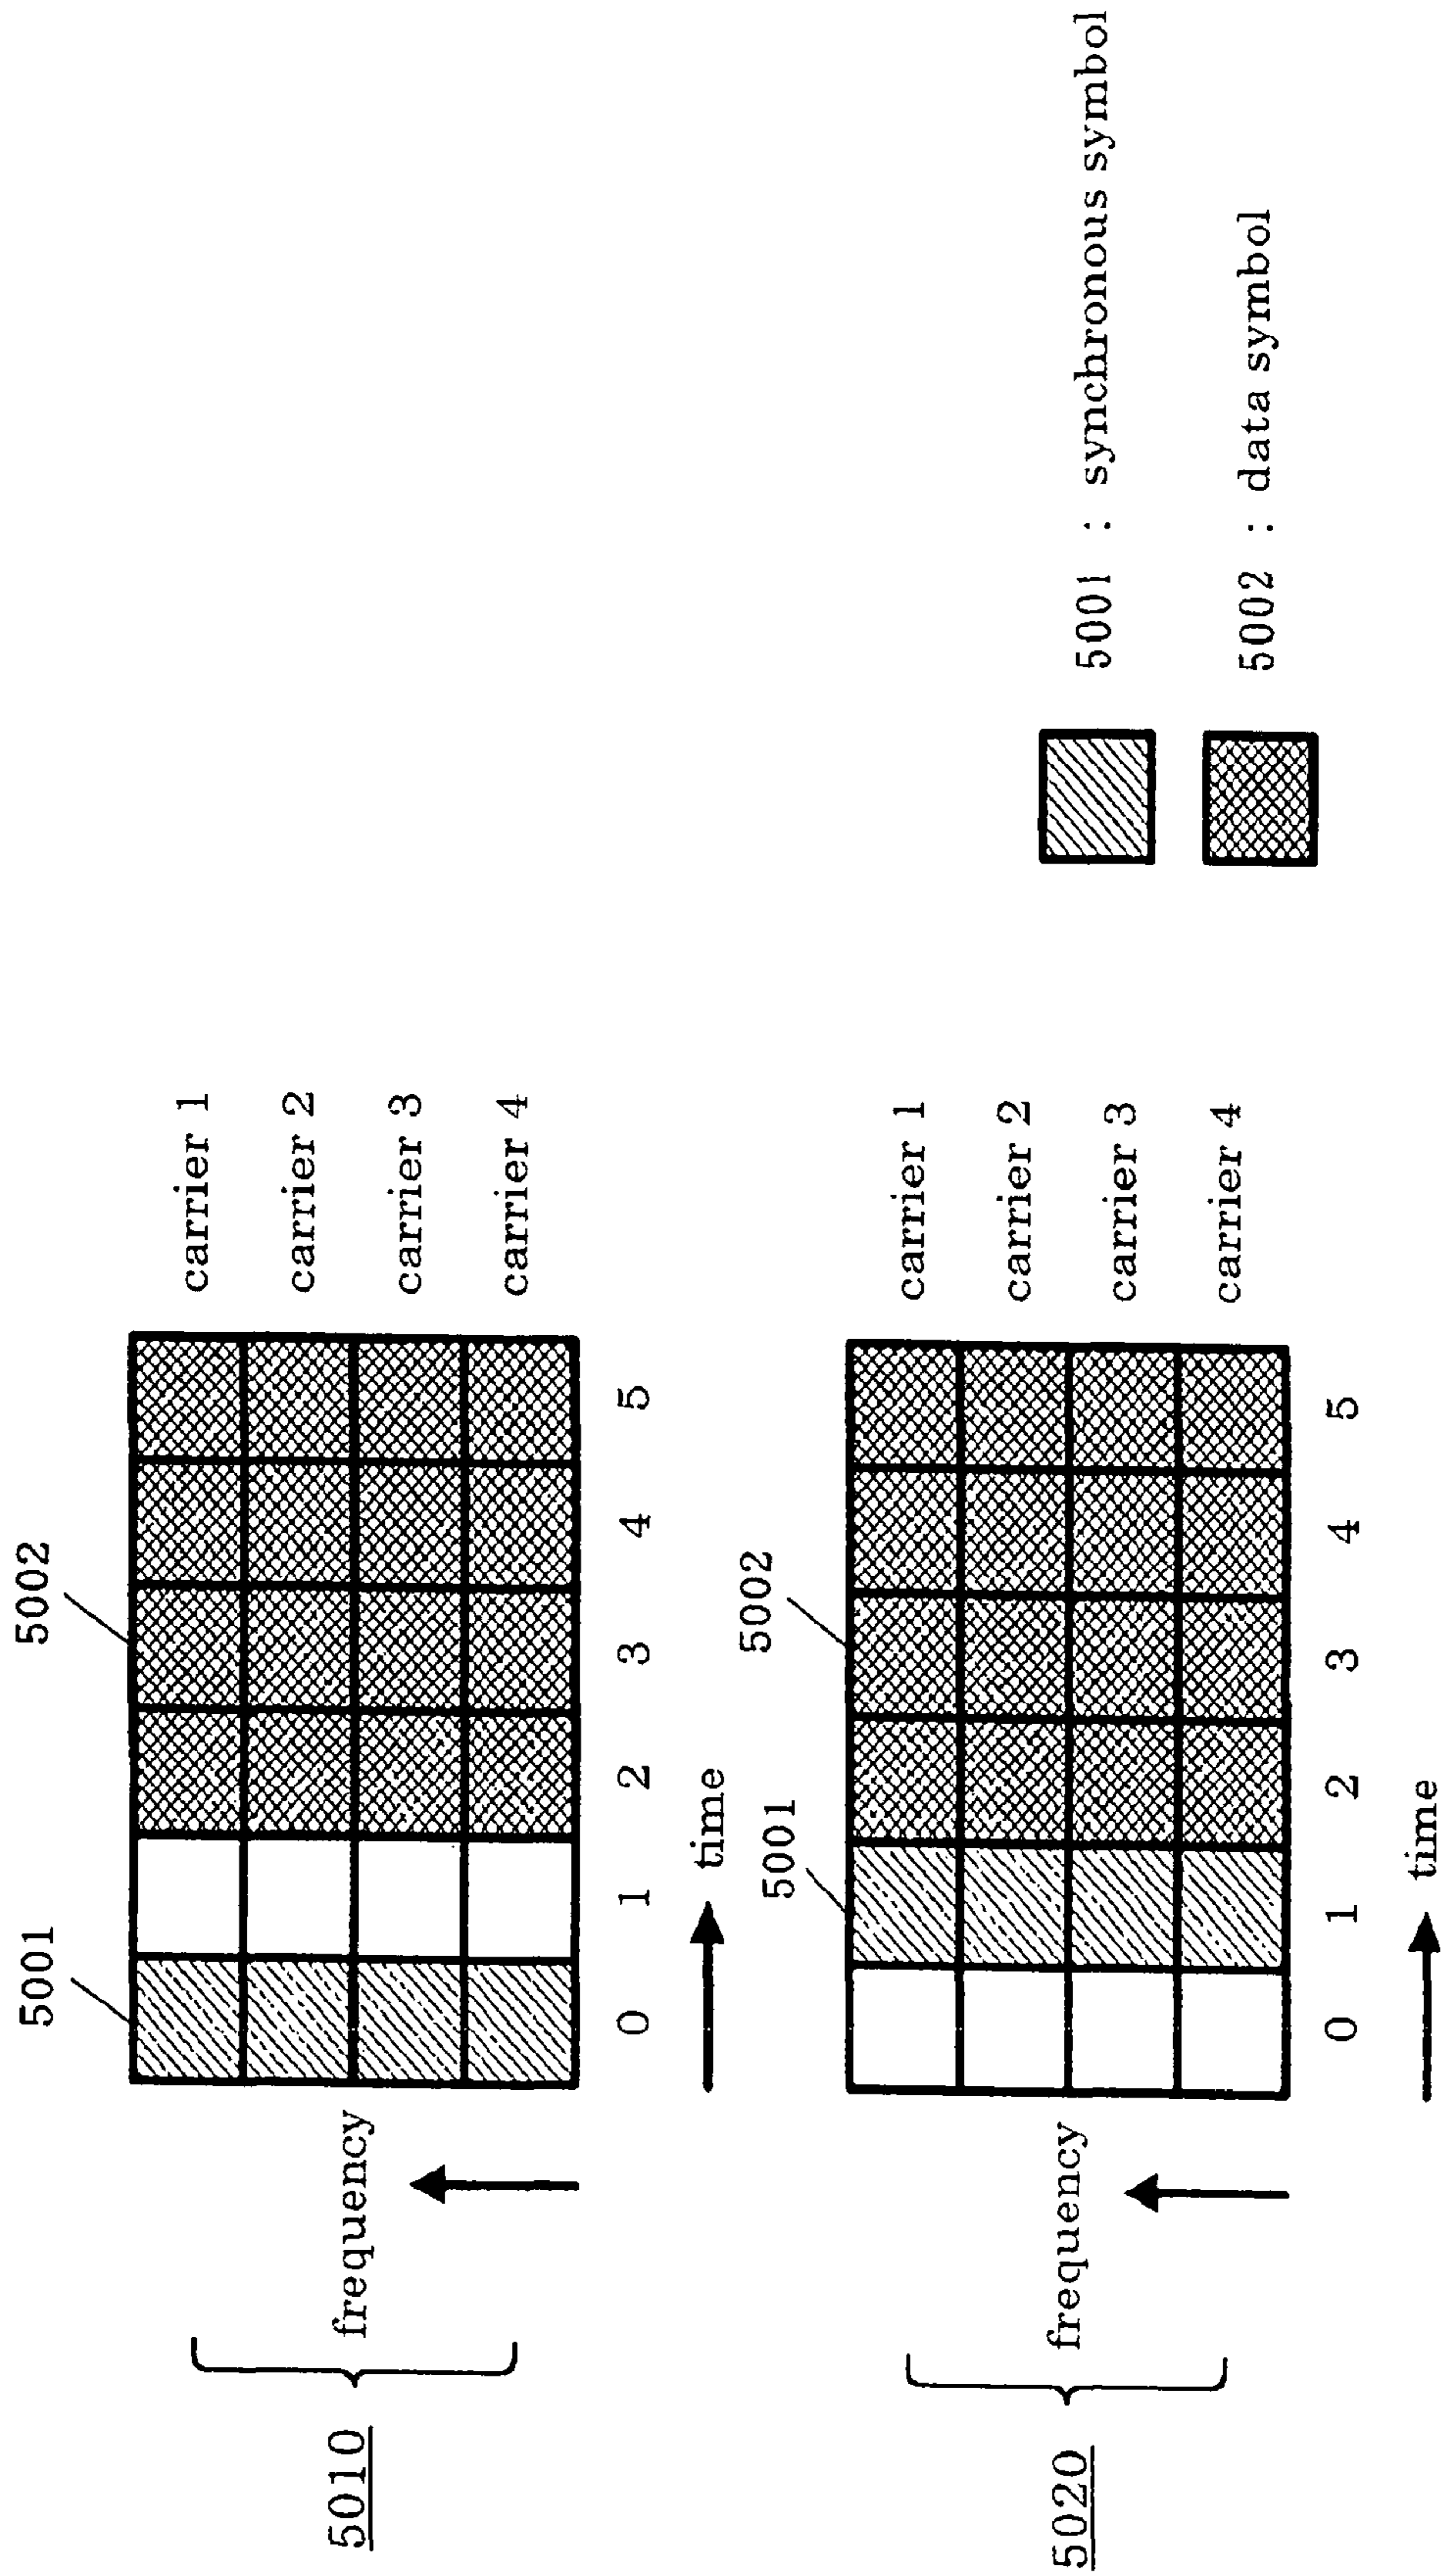 5010
frequency
5001
5002
carrier 1
carrier 2
carrier 3
carrier 4
0 1 2 3 4 5
time
5020
frequency
5001
5002
carrier 1
carrier 2
carrier 3
carrier 4
0 1 2 3 4 5
time
5001 : synchronous symbol
5002 : data symbol